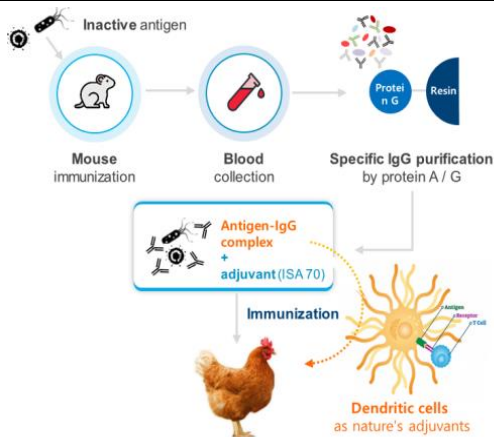 Inactive antigen
Protei
n G
Resin
Mouse
immunization
Blood
collection
Specific IgG purification
by protein A / G
Antigen-IgG
complex
+
adjuvant (ISA 70)
Immunization
Antigen
Receptor
T Cell
Dendritic cells
as nature's adjuvants